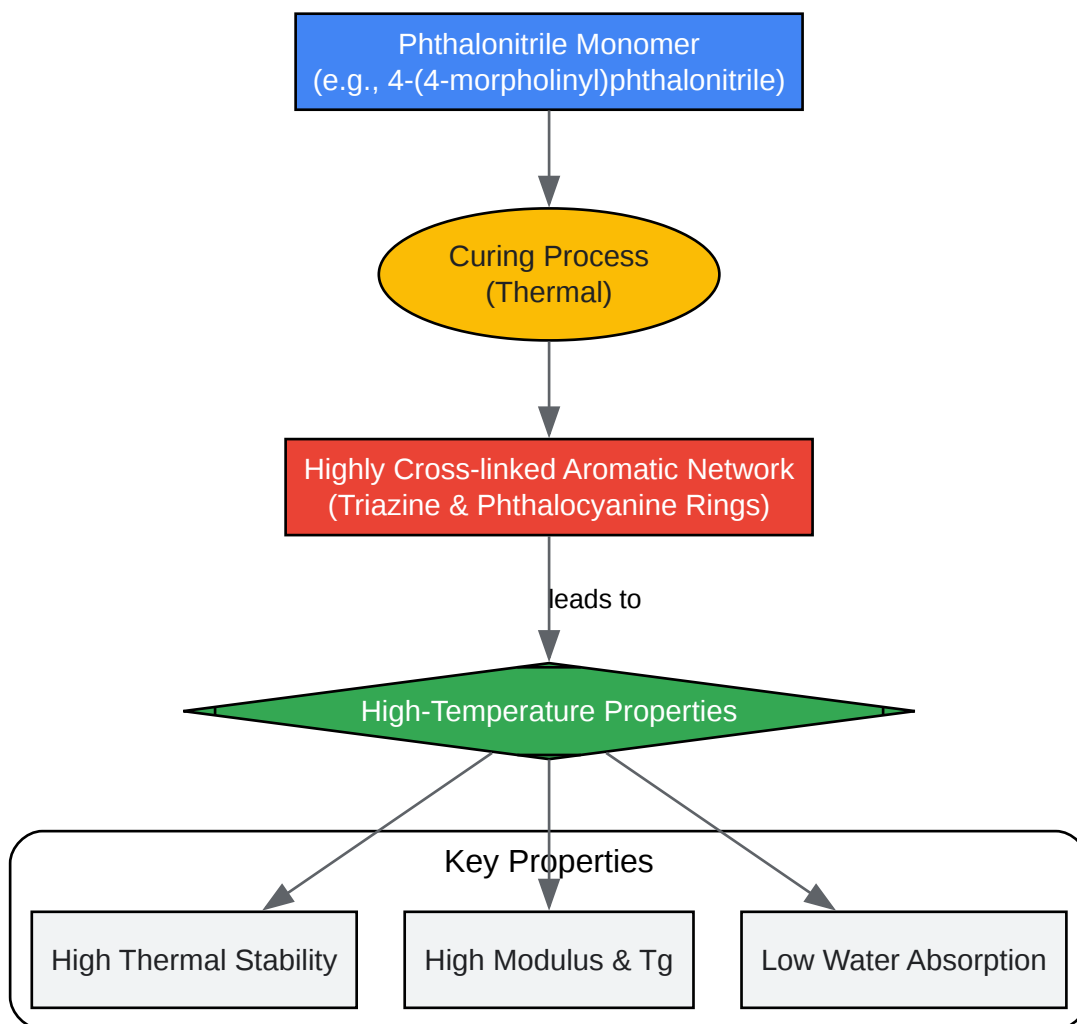 Phthalonitrile Monomer
(e.g., 4-(4-morpholinyl)phthalonitrile)
Curing Process
(Thermal)
Highly Cross-linked Aromatic Network
(Triazine & Phthalocyanine Rings)
leads to
High-Temperature Properties
Key Properties
High Thermal Stability
High Modulus & Tg
Low Water Absorption